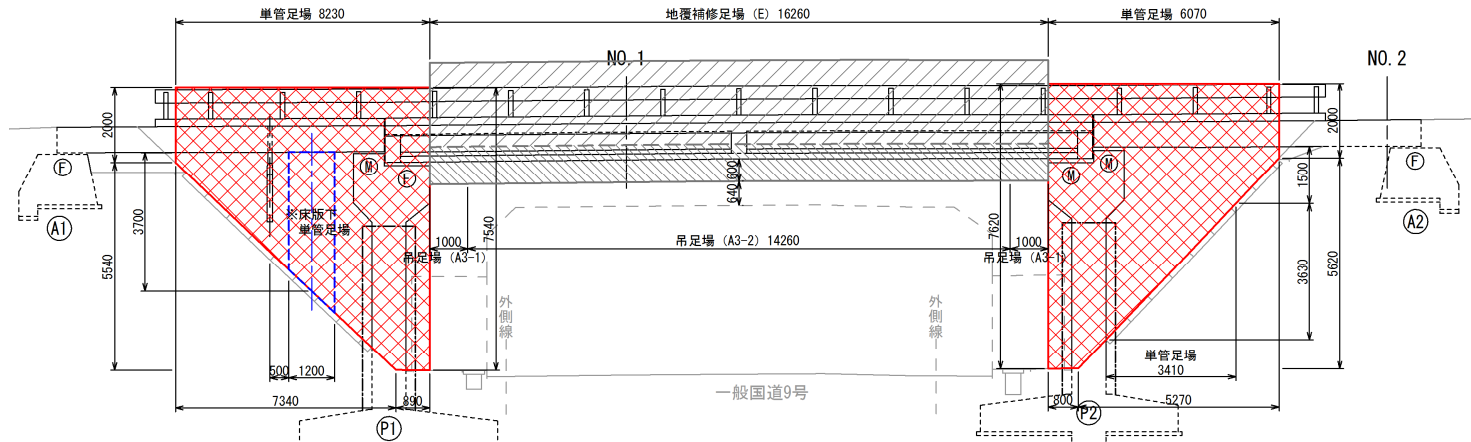 単管足場 8230
地覆補修足場（E）16260
単管足場 6070
NO.1
NO.2
2000
2000
F
M
E
M
M
F
A1
A2
3700
5540
※床版下
単管足場
600
640
7540
7620
1500
3630
5620
1000
吊足場（A3-1）
吊足場（A3-2）14260
1000
吊足場（A3-1）
外側線
外側線
500
1200
単管足場
3410
一般国道9号
7340
890
800
5270
P1
P2